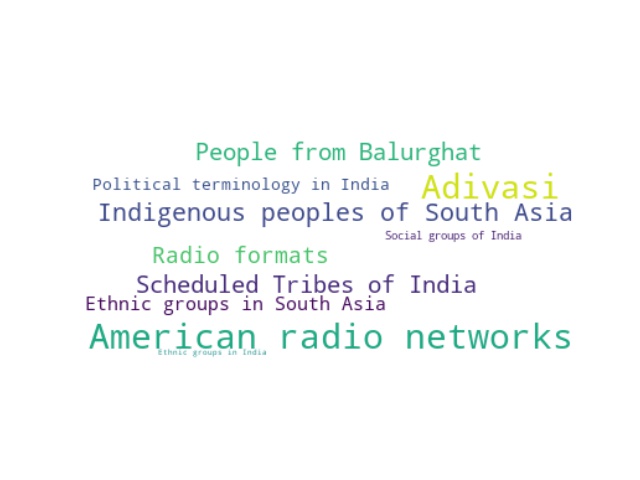 People from Balurghat
Political terminology in India
Adivasi
Indigenous peoples of South Asia
Social groups of India
Radio formats
Scheduled Tribes of India
Ethnic groups in South Asia
American radio networks
Ethnic groups in India